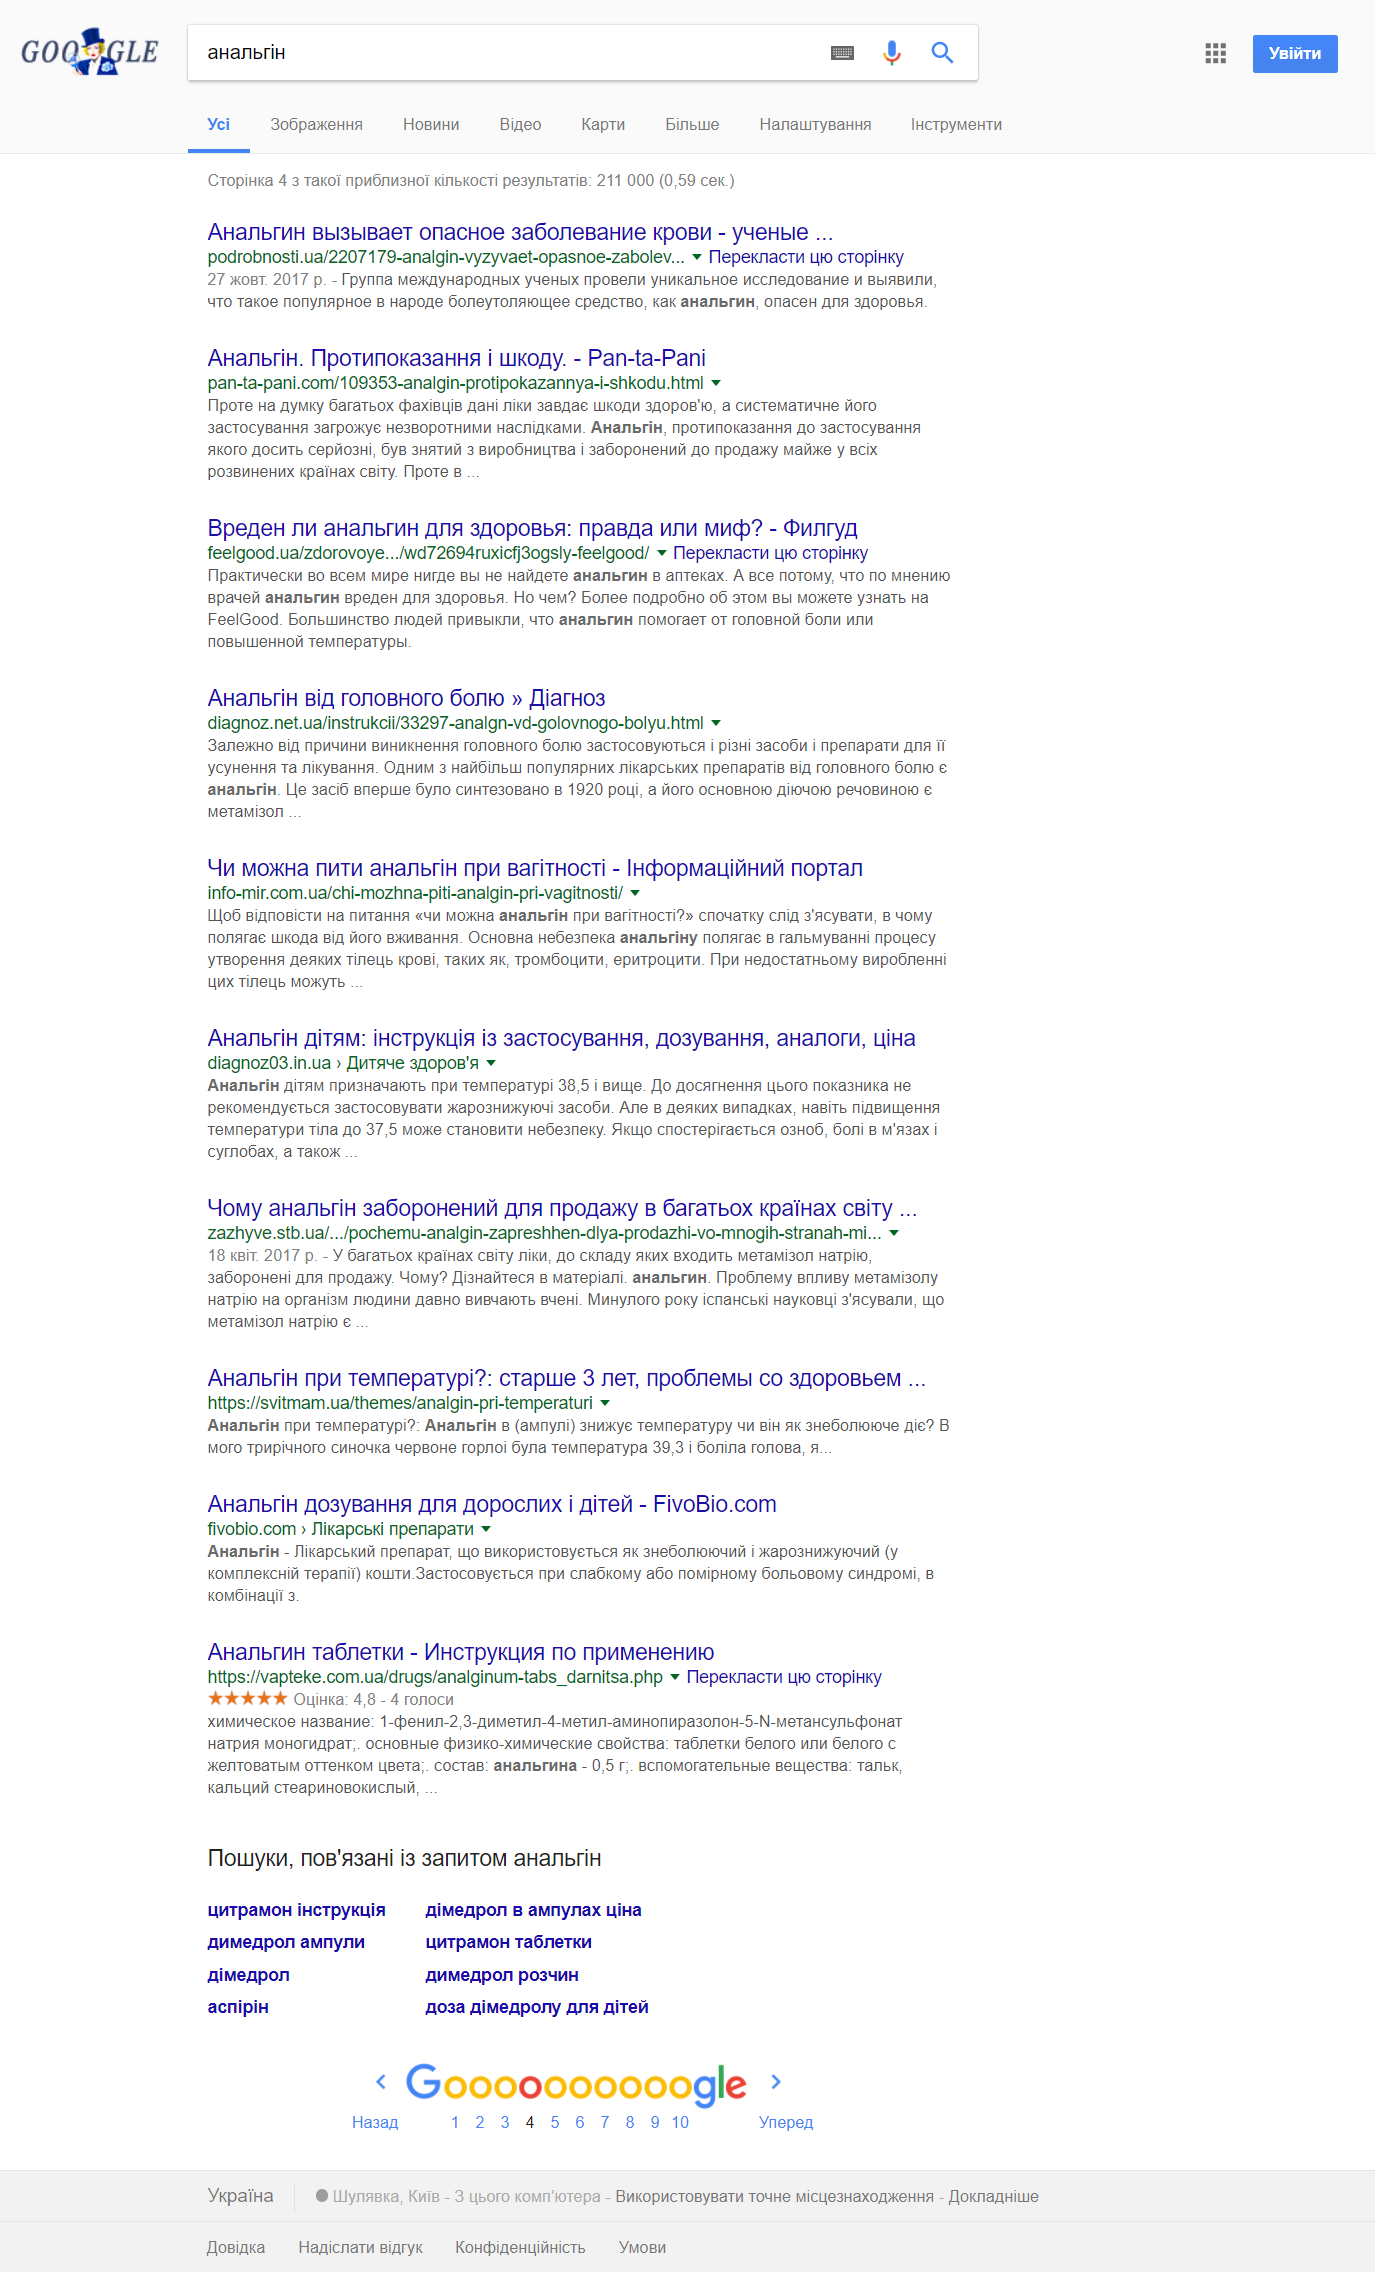 GOOGLE
анальгін
Увійти
Усі Зображення Новини Відео Карти Більше Налаштування Інструменти
Сторінка 4 з такої приблизної кількості результатів: 211 000 (0,59 сек.)
Анальгин вызывает опасное заболевание крови - ученые ...
podrobnosti.ua/2207179-analgin-vyzyvaet-opasnoe-zabolev... Перекласти цю сторінку
27 жовт. 2017 р. - Группа международных ученых провели уникальное исследование и выявили,
что такое популярное в народе болеутоляющее средство, как анальгин, опасен для здоровья.
Анальгін. Протипоказання і шкоду. - Pan-ta-Pani
pan-ta-pani.com/109353-analgin-protipokazannya-i-shkodu.html
Проте на думку багатьох фахівців дані ліки завдає шкоди здоров'ю, а систематичне його
застосування загрожує незворотними наслідками. Анальгін, протипоказання до застосування
якого досить серйозні, був знятий з виробництва і заборонений до продажу майже у всіх
розвинених країнах світу. Проте в ...
Вреден ли анальгин для здоровья: правда или миф? - Филгуд
feelgood.ua/zdorovoye.../wd72694ruxicfj3ogsly-feelgood/ Перекласти цю сторінку
Практически во всем мире нигде вы не найдете анальгин в аптеках. А все потому, что по мнению
врачей анальгин вреден для здоровья. Но чем? Более подробно об этом вы можете узнать на
FeelGood. Большинство людей привыкли, что анальгин помогает от головной боли или
повышенной температуры.
Анальгін від головного болю » Діагноз
diagnoz.net.ua/instrukcii/33297-analgn-vd-golovnogo-bolyu.html
Залежно від причини виникнення головного болю застосовуються і різні засоби і препарати для її
усунення та лікування. Одним з найбільш популярних лікарських препаратів від головного болю є
анальгін. Це засіб вперше було синтезовано в 1920 році, а його основною діючою речовиною є
метамізол ...
Чи можна пити анальгін при вагітності - Інформаційний портал
info-mir.com.ua/chi-mozhna-piti-analgin-pri-vagitnosti/
Щоб відповісти на питання «чи можна анальгін при вагітності?» спочатку слід з'ясувати, в чому
полягає шкода від його вживання. Основна небезпека анальгіну полягає в гальмуванні процесу
утворення деяких тілець крові, таких як, тромбоцити, еритроцити. При недостатньому виробленні
цих тілець можуть ...
Анальгін дітям: інструкція із застосування, дозування, аналоги, ціна
diagnoz03.in.ua › Дитяче здоров'я
Анальгін дітям призначають при температурі 38,5 і вище. До досягнення цього показника не
рекомендується застосовувати жарознижуючі засоби. Але в деяких випадках, навіть підвищення
температури тіла до 37,5 може становити небезпеку. Якщо спостерігається озноб, болі в м'язах і
суглобах, а також ...
Чому анальгін заборонений для продажу в багатьох країнах світу ...
zazhyve.stb.ua/.../pochemu-analgin-zapreshhen-dlya-prodazhi-vo-mnogih-stranah-mi...
18 квіт. 2017 р. - У багатьох країнах світу ліки, до складу яких входить метамізол натрію,
заборонені для продажу. Чому? Дізнайтеся в матеріалі. анальгин. Проблему впливу метамізолу
натрію на організм людини давно вивчають вчені. Минулого року іспанські науковці з'ясували, що
метамізол натрію є ...
Анальгін при температурі?: старше 3 лет, проблемы со здоровьем ...
https://svitmam.ua/themes/analgin-pri-temperaturi
Анальгін при температурі?: Анальгін в (ампулі) знижує температуру чи він як знеболююче діє? В
мого трирічного синочка червоне горлоі була температура 39,3 і боліла голова, я...
Анальгін дозування для дорослих і дітей - FivoBio.com
fivobio.com › Лікарські препарати
Анальгін - Лікарський препарат, що використовується як знеболюючий і жарознижуючий (у
комплексній терапії) кошти.Застосовується при слабкому або помірному больовому синдромі, в
комбінації з.
Анальгин таблетки - Инструкция по применению
https://vapteke.com.ua/drugs/analginum-tabs_darnitsa.php Перекласти цю сторінку
Оцінка: 4,8 - 4 голоси
химическое название: 1-фенил-2,3-диметил-4-метил-аминопиразолон-5-N-метансульфонат
натрия моногидрат;. основные физико-химические свойства: таблетки белого или белого с
желтоватым оттенком цвета;. состав: анальгина - 0,5 г;. вспомогательные вещества: тальк,
кальций стеариновокислый, ...
Пошуки, пов'язані із запитом анальгін
цитрамон інструкція дімедрол в ампулах ціна
димедрол ампули цитрамон таблетки
дімедрол димедрол розчин
аспірін доза дімедролу для дітей
Goooooooooogle
Назад 1 2 3 4 5 6 7 8 9 10 Уперед
Україна Шулявка, Київ - З цього комп'ютера - Використовувати точне місцезнаходження - Докладніше
Довідка Надіслати відгук Конфіденційність Умови